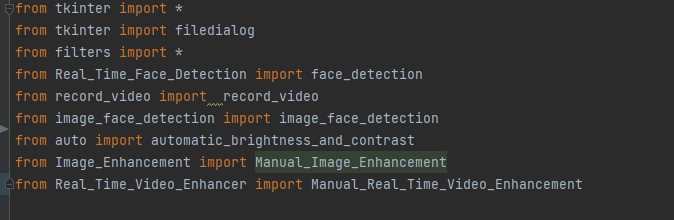 from tkinter import *
from tkinter import filedialog
from filters import *
from Real_Time_Face_Detection import face_detection
from record_video import  record_video
from image_face_detection import image_face_detection
from auto import automatic_brightness_and_contrast
from Image_Enhancement import Manual_Image_Enhancement
from Real_Time_Video_Enhancer import Manual_Real_Time_Video_Enhancement